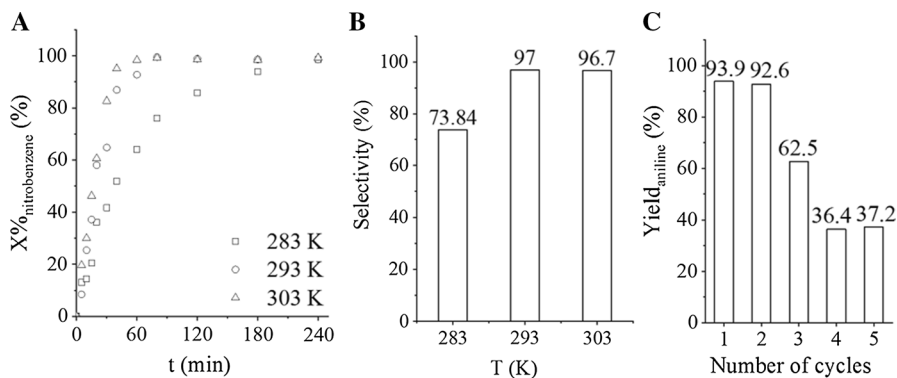 A
X%nitrobenzene (%)
100
80
60
40
20
0
0 60 120 180 240
t (min)
283 K
293 K
303 K
B
Selectivity (%)
100
80
60
40
20
0
73.84
97
96.7
283 293 303
T (K)
C
Yieldaniline (%)
100
80
60
40
20
0
93.9
92.6
62.5
36.4
37.2
1 2 3 4 5
Number of cycles